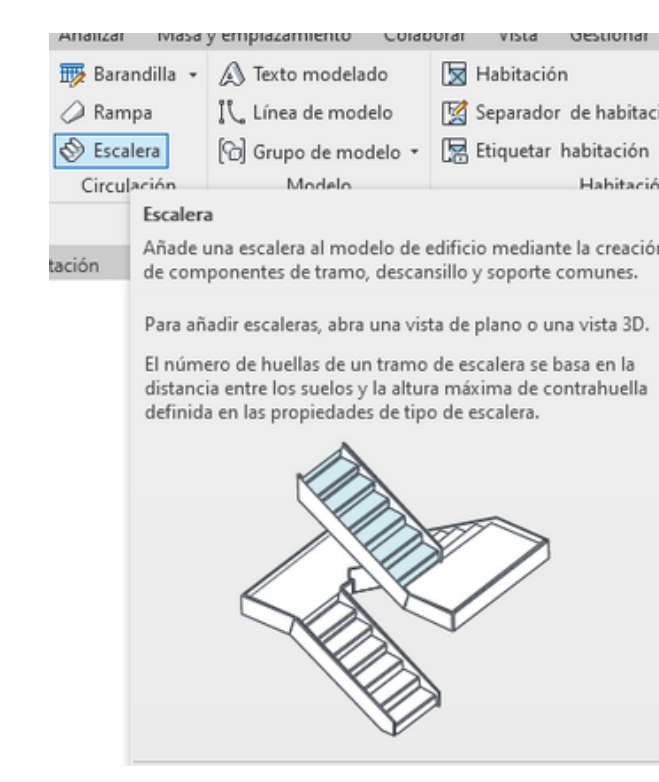 Analizar Masa y emplazamiento Colaborar Vista Gestionar
Barandilla Texto modelado Habitación
Rampa Línea de modelo Separador de habitaci
Escalera Grupo de modelo Etiquetar habitación
Circulación Modelo Habitació
Escalera
tación
Añade una escalera al modelo de edificio mediante la creación
de componentes de tramo, descansillo y soporte comunes.
Para añadir escaleras, abra una vista de plano o una vista 3D.
El número de huellas de un tramo de escalera se basa en la
distancia entre los suelos y la altura máxima de contrahuella
definida en las propiedades de tipo de escalera.